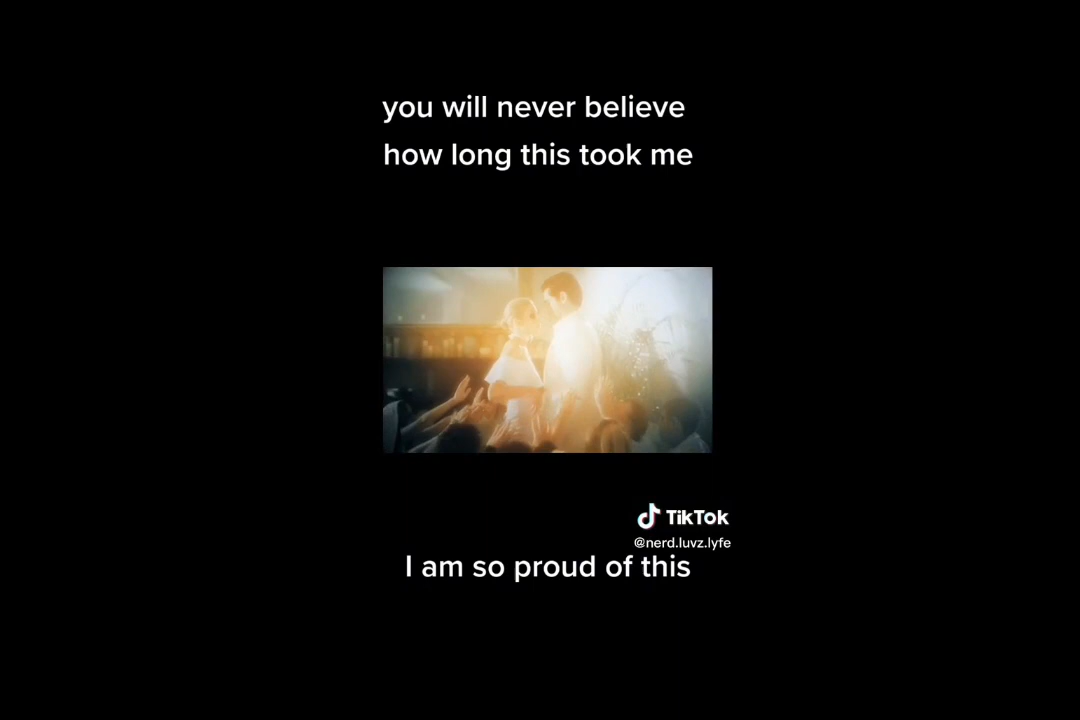 you will never believe
how long this took me
TikTok
@nerd.luvz.lyfe
I am so proud of this